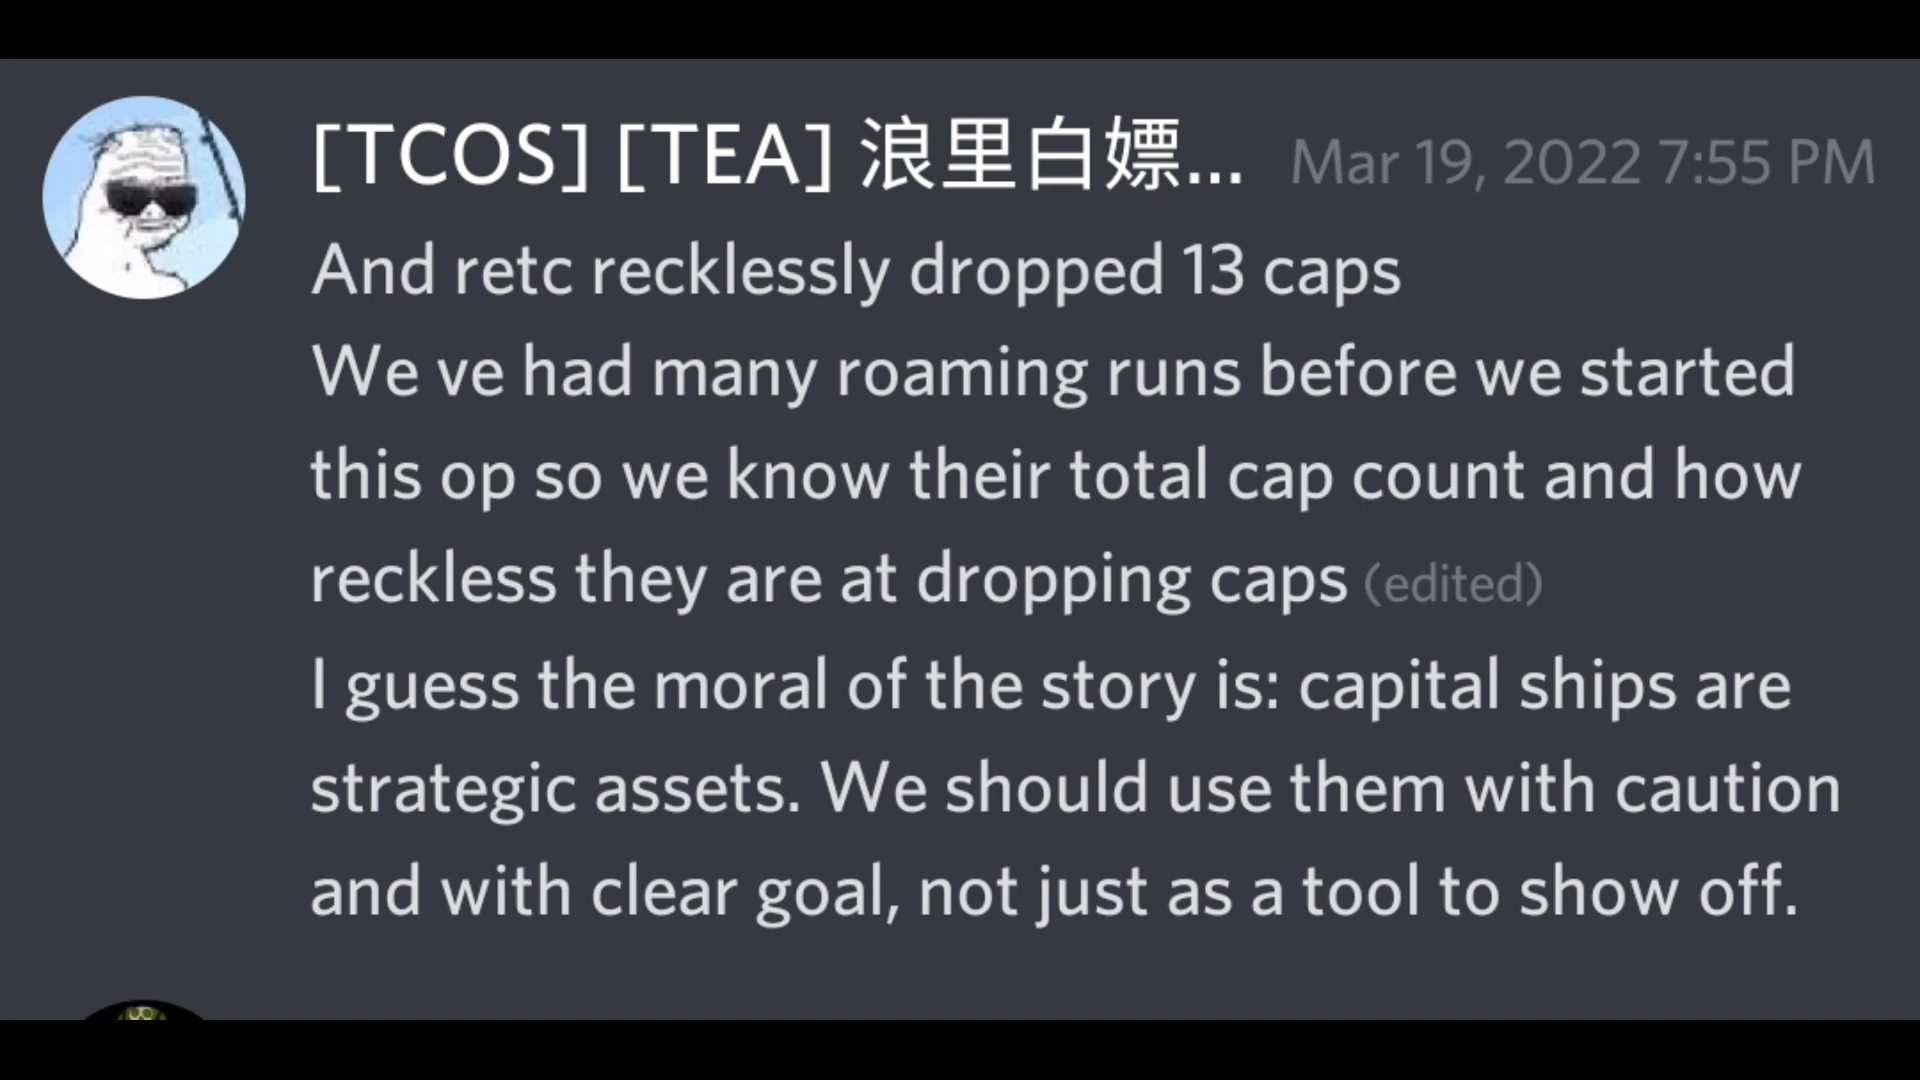 [TCOS] [TEA] 浪里白嫖... Mar 19, 2022 7:55 PM
And retc recklessly dropped 13 caps
We ve had many roaming runs before we started
this op so we know their total cap count and how
reckless they are at dropping caps (edited)
I guess the moral of the story is: capital ships are
strategic assets. We should use them with caution
and with clear goal, not just as a tool to show off.